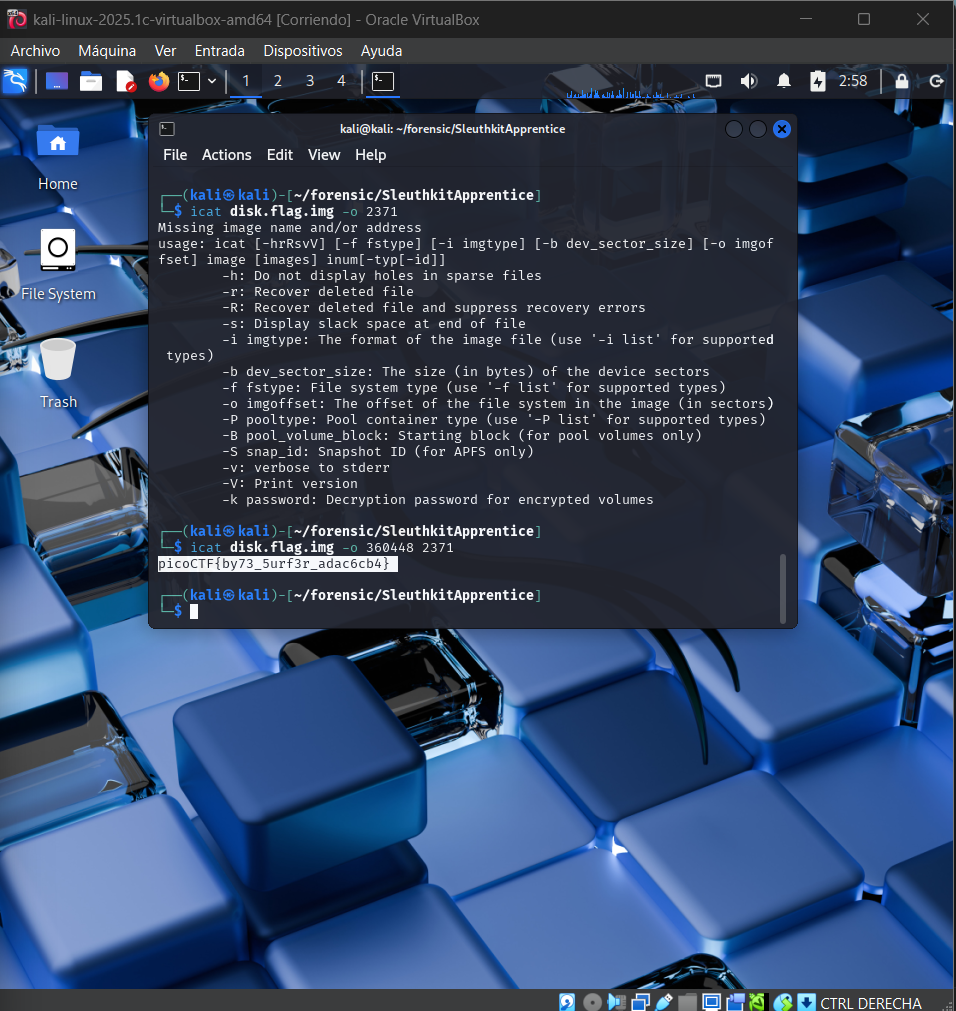 kali-linux-2025.1c-virtualbox-amd64 [Corriendo] - Oracle VirtualBox
Archivo Máquina Ver Entrada Dispositivos Ayuda
1 2 3 4 2:58
kali@kali: ~/forensic/SleuthkitApprentice
File Actions Edit View Help
Home
File System
Trash
┌──(kali㉿kali)-[~/forensic/SleuthkitApprentice]
└─$ icat disk.flag.img -o 2371
Missing image name and/or address
usage: icat [-hrRsvV] [-f fstype] [-i imgtype] [-b dev_sector_size] [-o imgof
fset] image [images] inum[-typ[-id]]
-h: Do not display holes in sparse files
-r: Recover deleted file
-R: Recover deleted file and suppress recovery errors
-s: Display slack space at end of file
-i imgtype: The format of the image file (use '-i list' for supported
types)
-b dev_sector_size: The size (in bytes) of the device sectors
-f fstype: File system type (use '-f list' for supported types)
-o imgoffset: The offset of the file system in the image (in sectors)
-P pooltype: Pool container type (use '-P list' for supported types)
-B pool_volume_block: Starting block (for pool volumes only)
-S snap_id: Snapshot ID (for APFS only)
-v: verbose to stderr
-V: Print version
-k password: Decryption password for encrypted volumes
┌──(kali㉿kali)-[~/forensic/SleuthkitApprentice]
└─$ icat disk.flag.img -o 360448 2371
picoCTF{by73_5urf3r_adac6cb4}
┌──(kali㉿kali)-[~/forensic/SleuthkitApprentice]
└─$
CTRL DERECHA